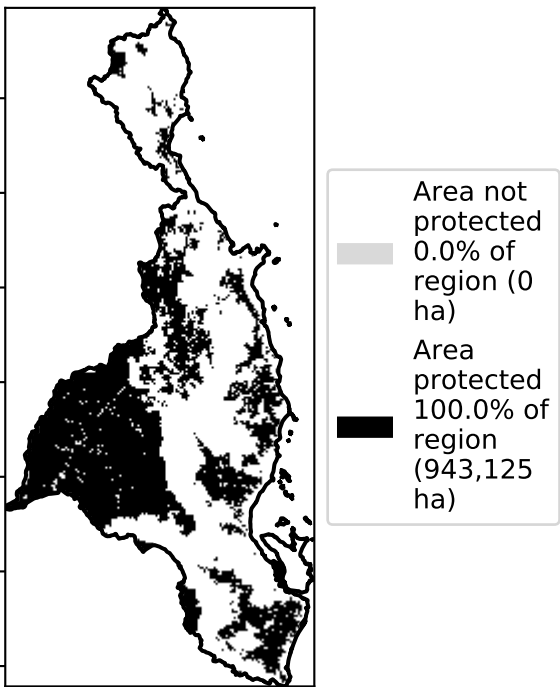 Area not
protected
0.0% of
region (0
ha)
Area
protected
100.0% of
region
(943,125
ha)